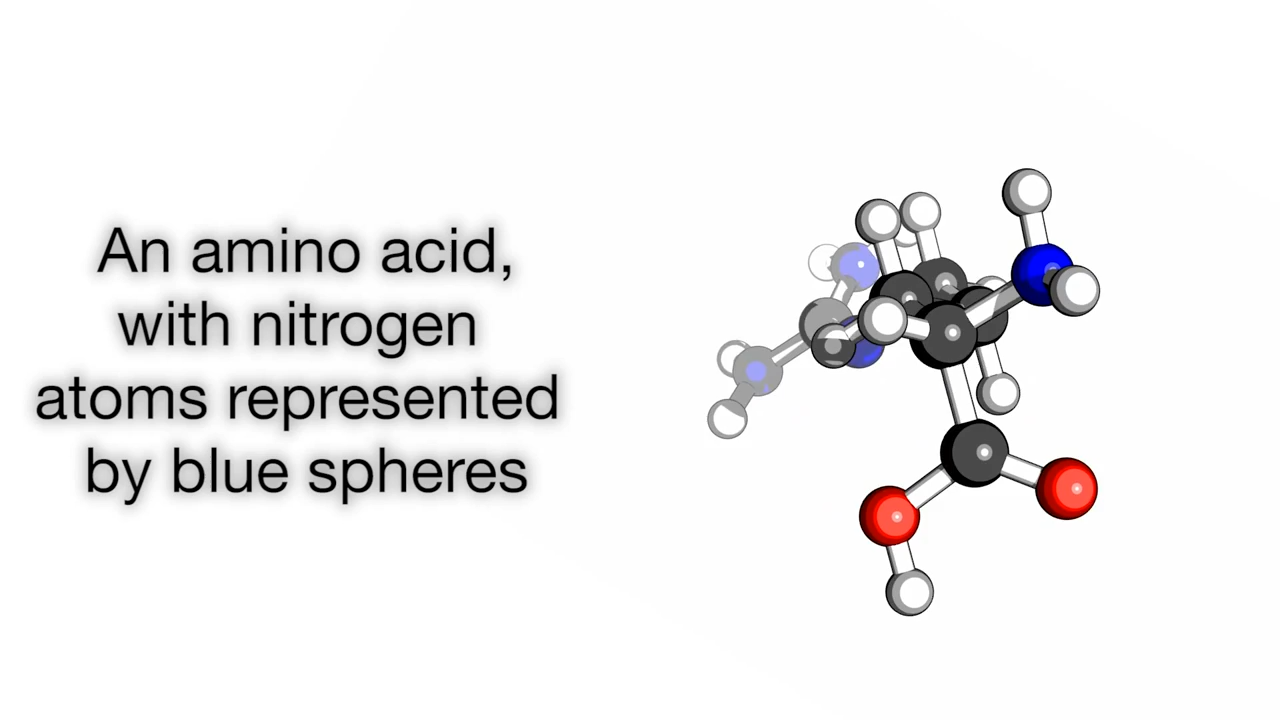 An amino acid,
with nitrogen
atoms represented
by blue spheres